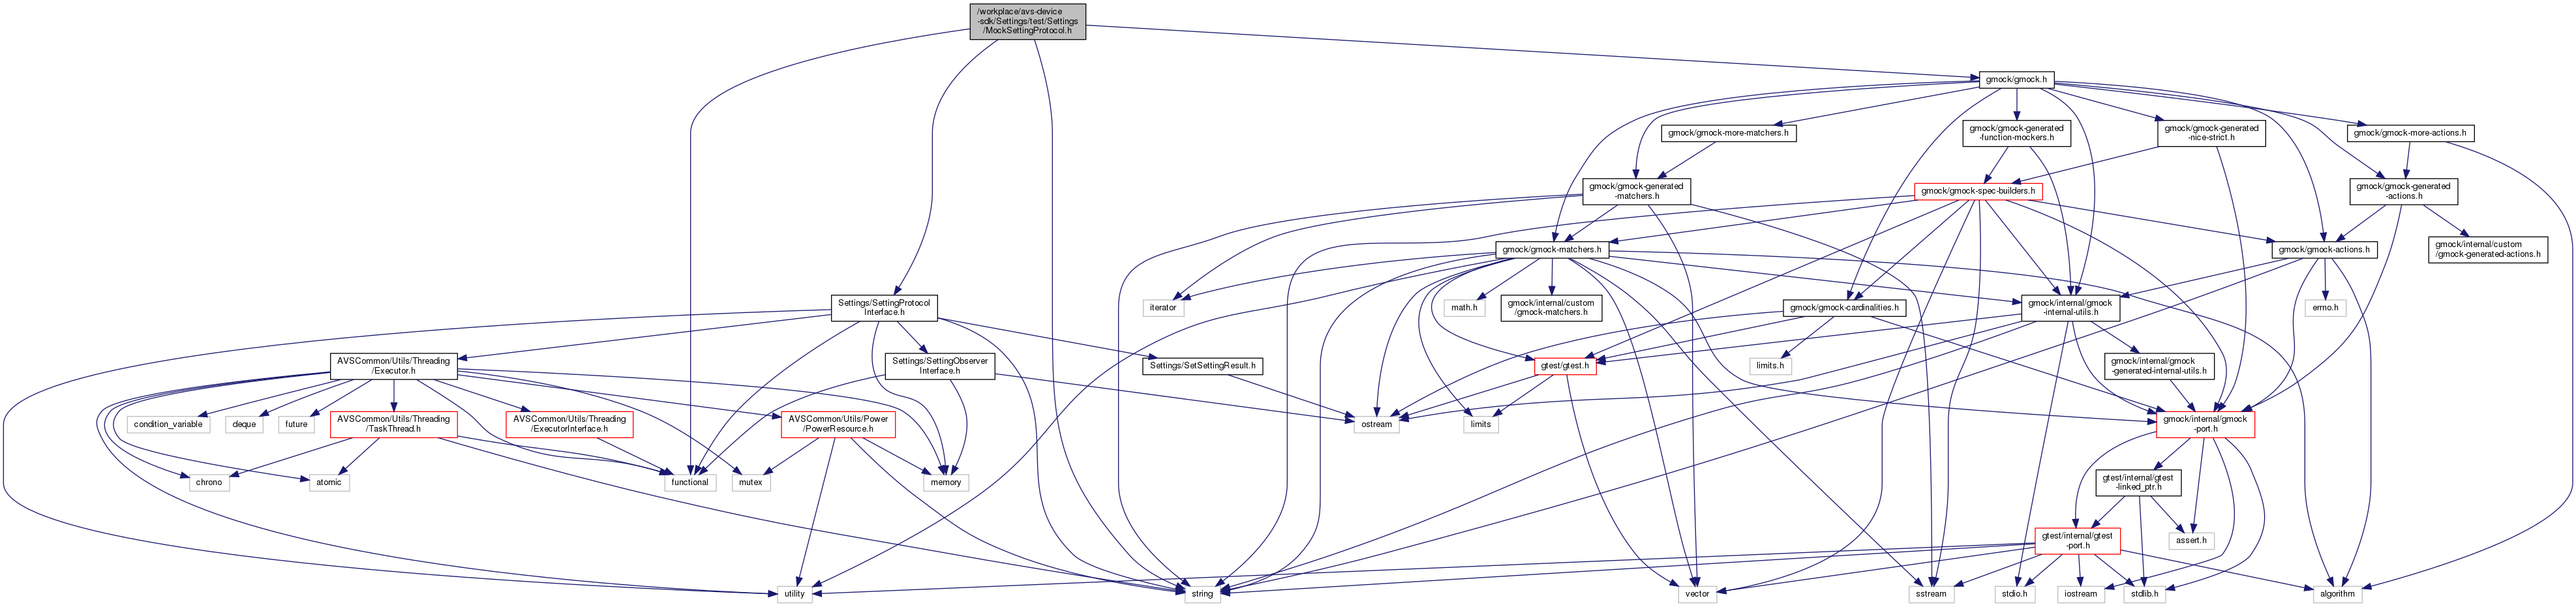 /workplace/avs-device
-sdk/Settings/test/Settings
/MockSettingProtocol.h
gmock/gmock.h
gmock/gmock-more-matchers.h
gmock/gmock-generated
-function-mockers.h
gmock/gmock-generated
-nice-strict.h
gmock/gmock-more-actions.h
gmock/gmock-generated
-matchers.h
gmock/gmock-spec-builders.h
gmock/gmock-generated
-actions.h
gmock/gmock-matchers.h
gmock/gmock-actions.h
gmock/internal/custom
/gmock-generated-actions.h
Settings/SettingProtocol
Interface.h
iterator
math.h
gmock/internal/custom
/gmock-matchers.h
gmock/gmock-cardinalities.h
gmock/internal/gmock
-internal-utils.h
errno.h
AVSCommon/Utils/Threading
/Executor.h
Settings/SettingObserver
Interface.h
Settings/SetSettingResult.h
gtest/gtest.h
limits.h
gmock/internal/gmock
-generated-internal-utils.h
condition_variable
deque
future
AVSCommon/Utils/Threading
/TaskThread.h
AVSCommon/Utils/Threading
/ExecutorInterface.h
AVSCommon/Utils/Power
/PowerResource.h
ostream
limits
gmock/internal/gmock
-port.h
chrono
atomic
functional
mutex
memory
gtest/internal/gtest
-linked_ptr.h
gtest/internal/gtest
-port.h
assert.h
utility
string
vector
sstream
stdio.h
iostream
stdlib.h
algorithm